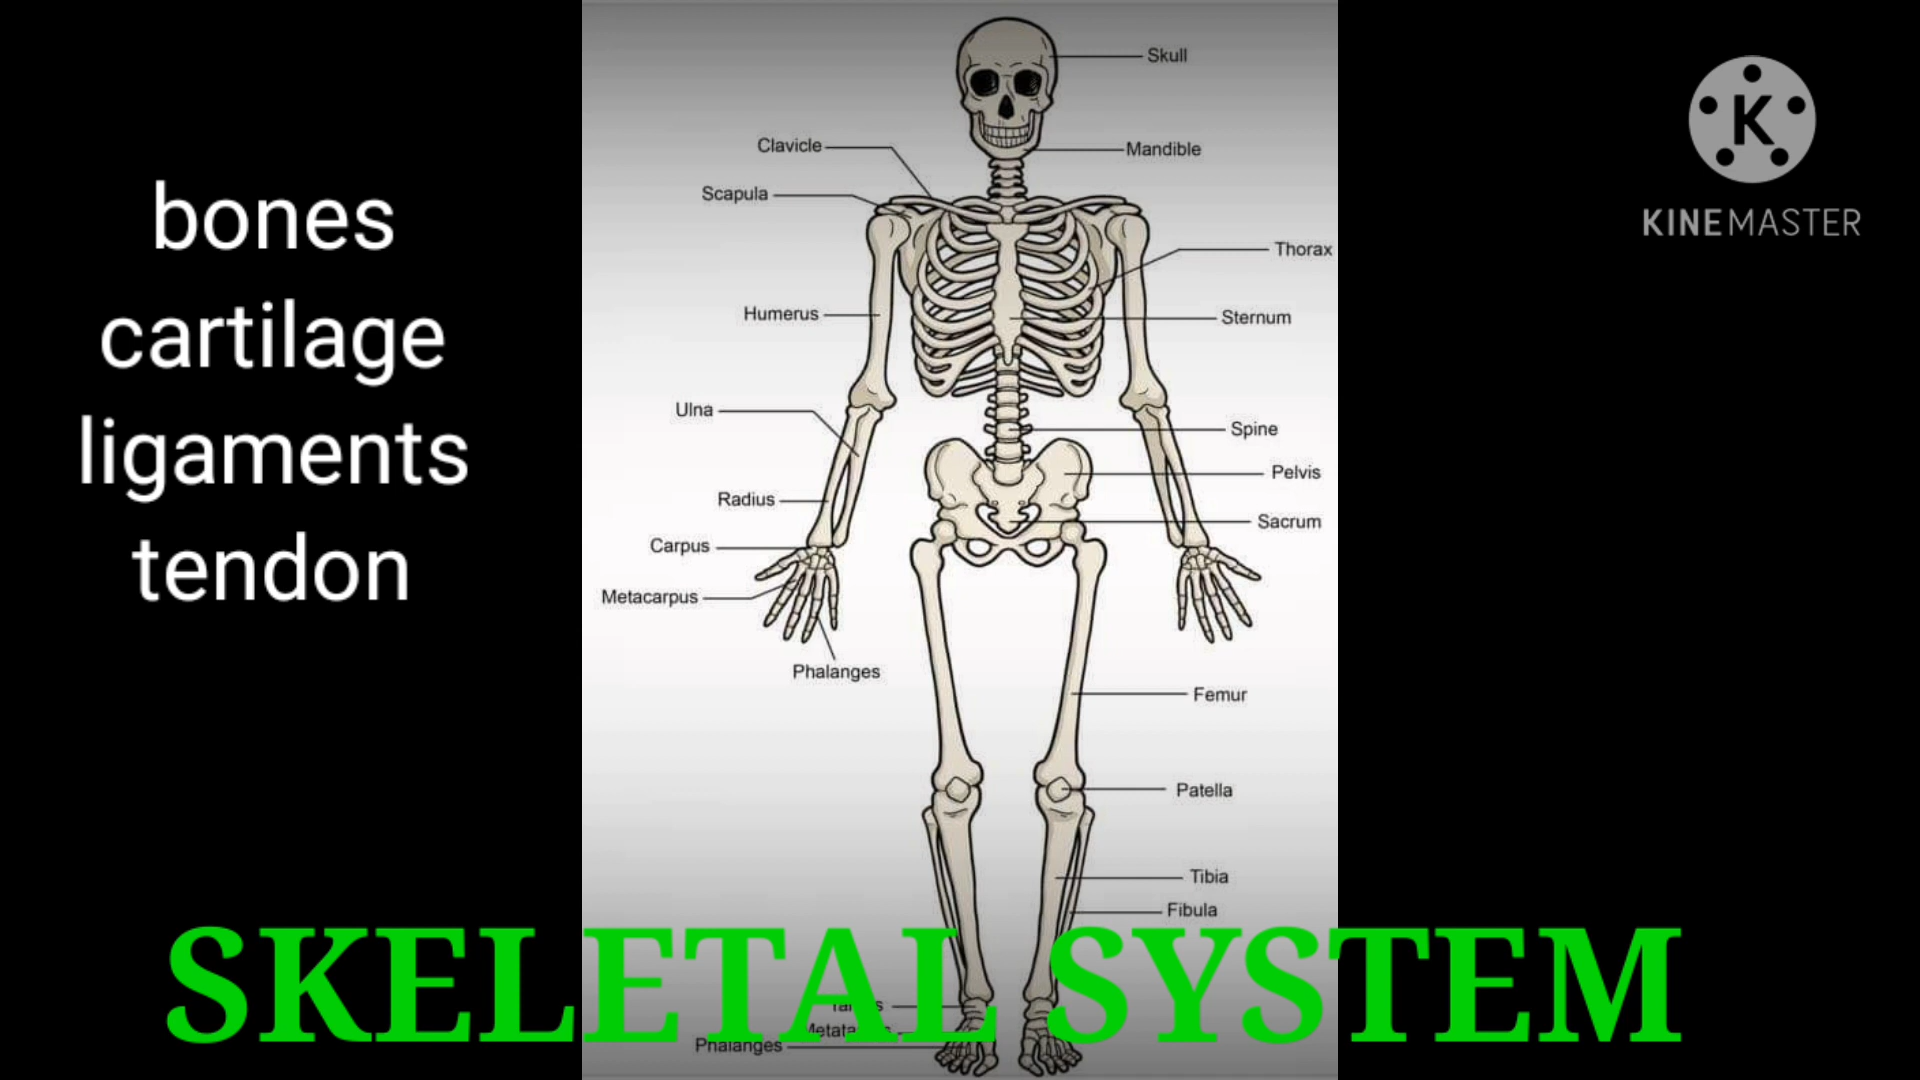 bones
cartilage
ligaments
tendon
Skull
Mandible
Clavicle
Scapula
Thorax
Humerus
Sternum
Ulna
Spine
Pelvis
Radius
Sacrum
Carpus
Metacarpus
Phalanges
Femur
Patella
Tibia
Fibula
Phalanges
SKELETAL SYSTEM
K
KINEMASTER